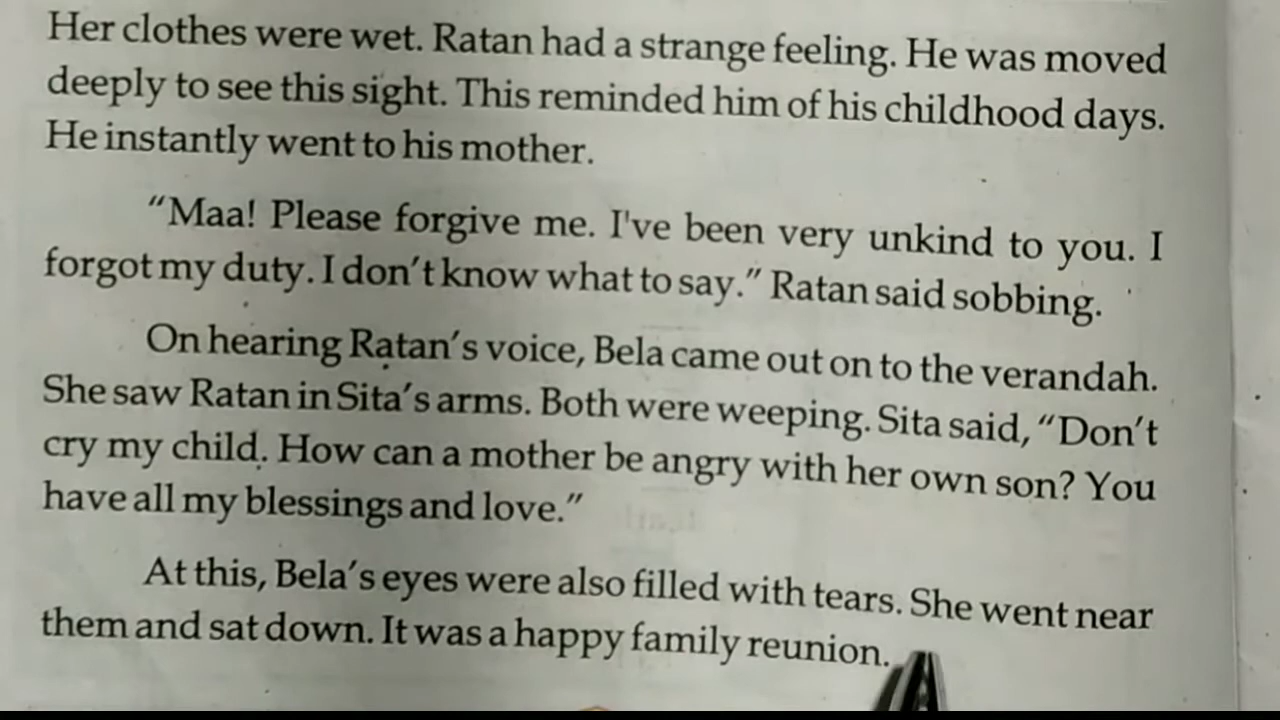 Her clothes were wet. Ratan had a strange feeling. He was moved
deeply to see this sight. This reminded him of his childhood days.
He instantly went to his mother.
“Maa! Please forgive me. I've been very unkind to you. I
forgot my duty. I don’t know what to say.” Ratan said sobbing.
On hearing Ratan’s voice, Bela came out on to the verandah.
She saw Ratan in Sita’s arms. Both were weeping. Sita said, “Don’t
cry my child. How can a mother be angry with her own son? You
have all my blessings and love.”
At this, Bela’s eyes were also filled with tears. She went near
them and sat down. It was a happy family reunion.